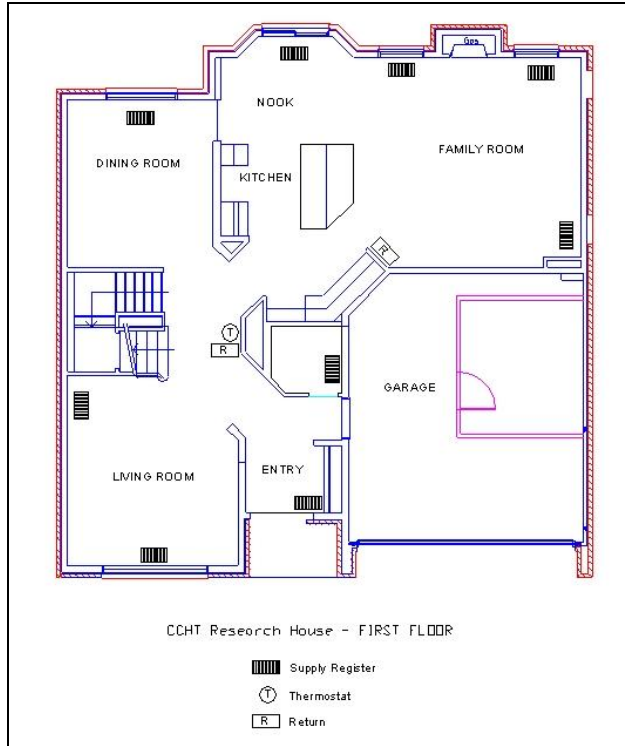 Gas
NOOK
DINING ROOM
KITCHEN
FAMILY ROOM
R
T
R
GARAGE
LIVING ROOM
ENTRY
CCHT Research House - FIRST FLOOR
Supply Register
T Thermostat
R Return